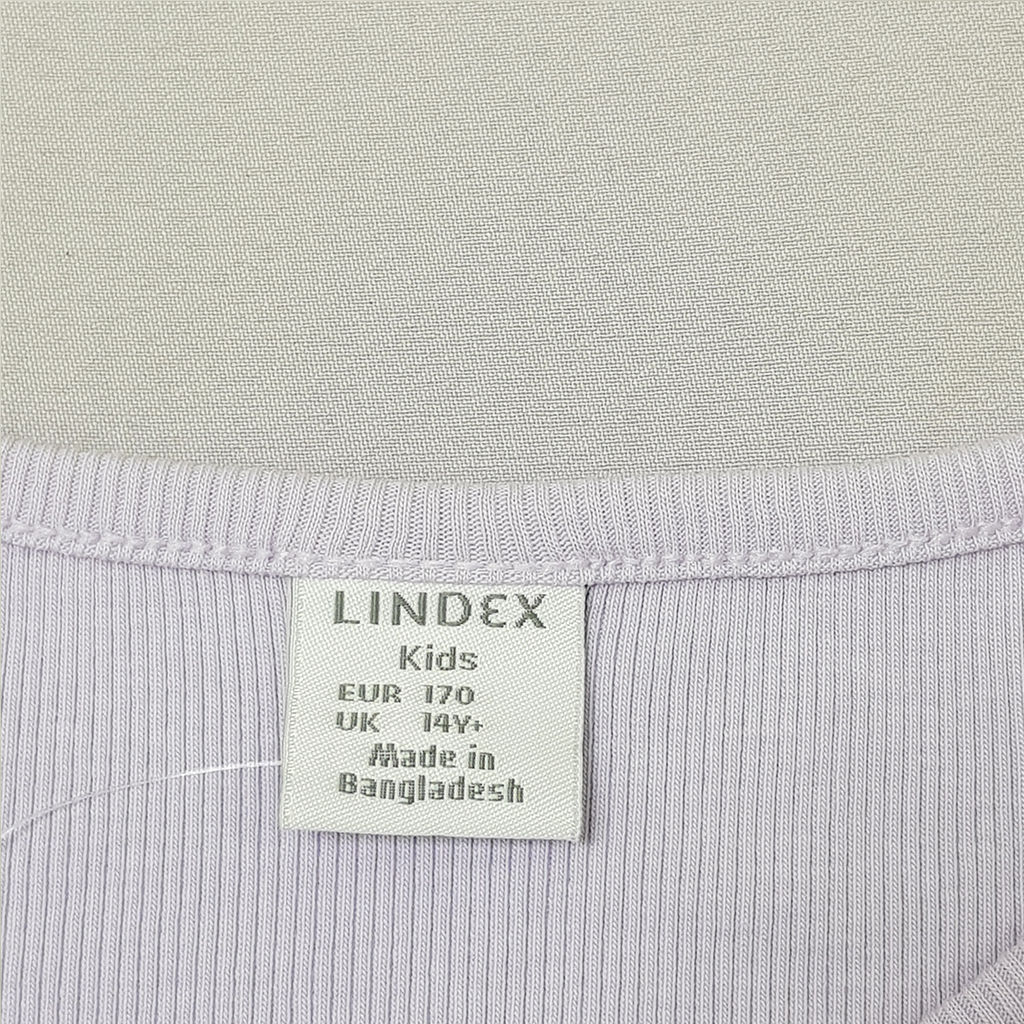 LINDEX
Kids
EUR 170
UK 14Y+
Made in
Bangladesh